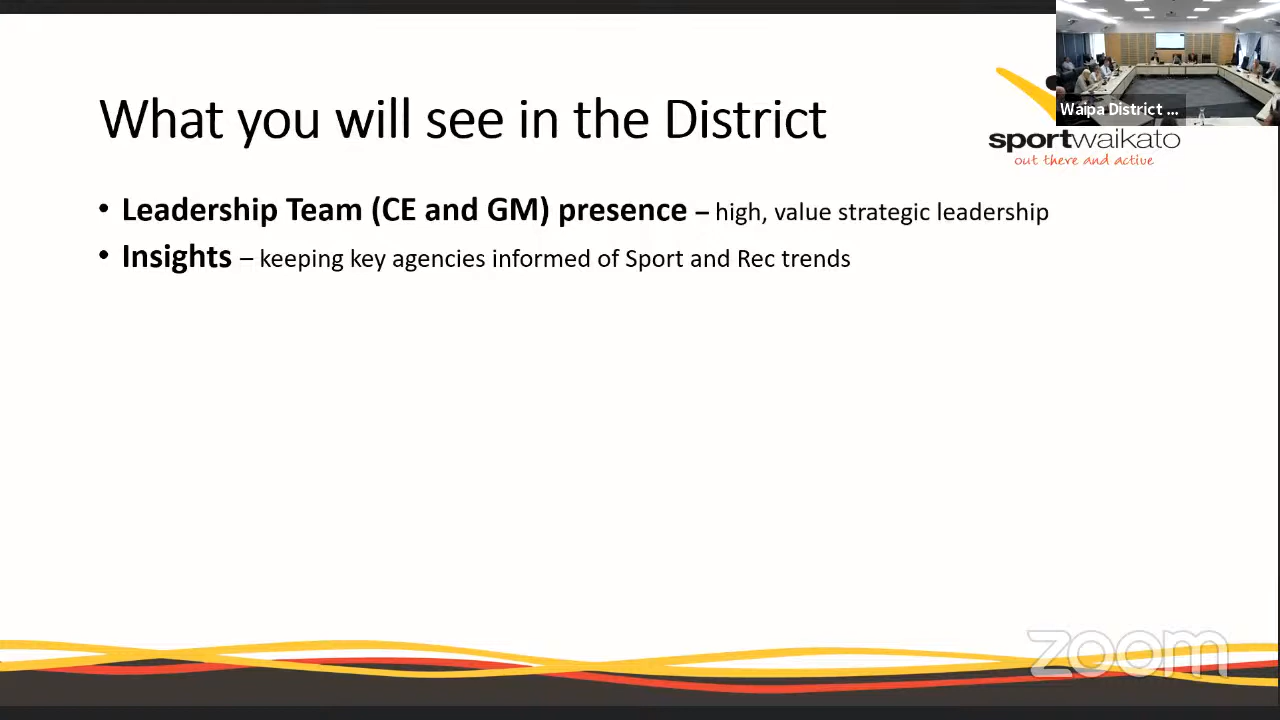 What you will see in the District
Waipa District ...
sportwaikato
out there and active
• Leadership Team (CE and GM) presence – high, value strategic leadership
• Insights – keeping key agencies informed of Sport and Rec trends
zoom